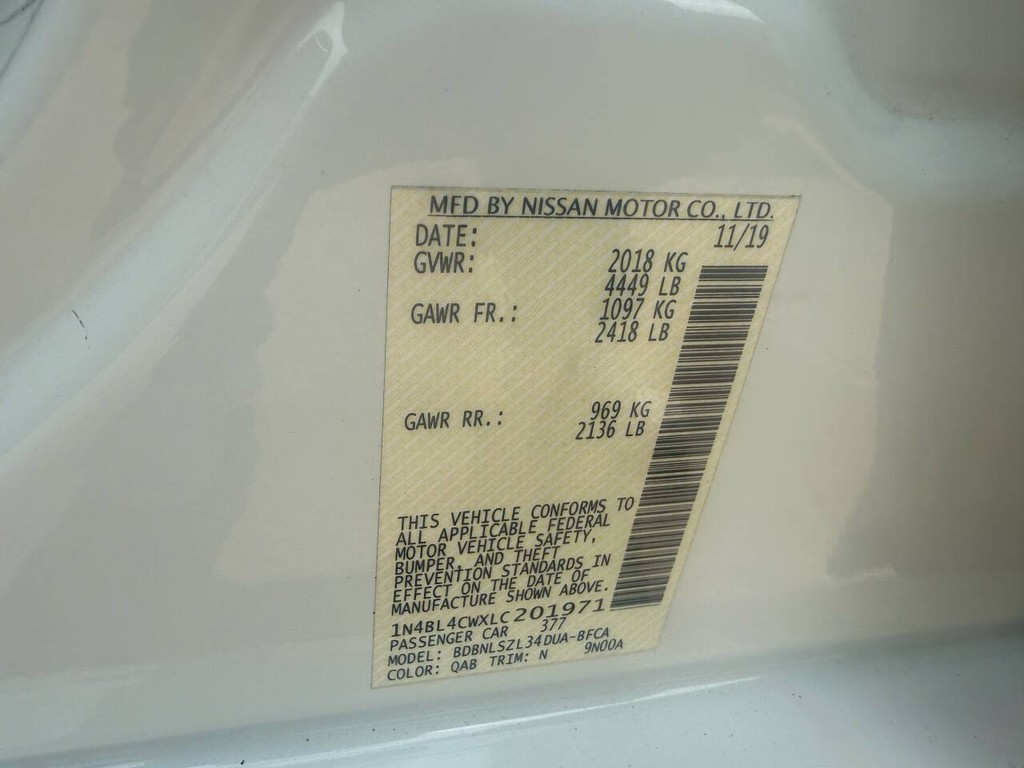 MFD BY NISSAN MOTOR CO., LTD.
DATE: 11/19
GVWR: 2018 KG
4449 LB
GAWR FR.: 1097 KG
2418 LB
GAWR RR.: 969 KG
2136 LB
THIS VEHICLE CONFORMS TO
ALL APPLICABLE FEDERAL
MOTOR VEHICLE SAFETY,
BUMPER, AND THEFT
PREVENTION STANDARDS IN
EFFECT ON THE DATE OF
MANUFACTURE SHOWN ABOVE.
1N4BL4CWXLC201971
PASSENGER CAR 377
MODEL: BDBNLSZL34DUA-BFCA
COLOR: QAB TRIM: N 9N00A